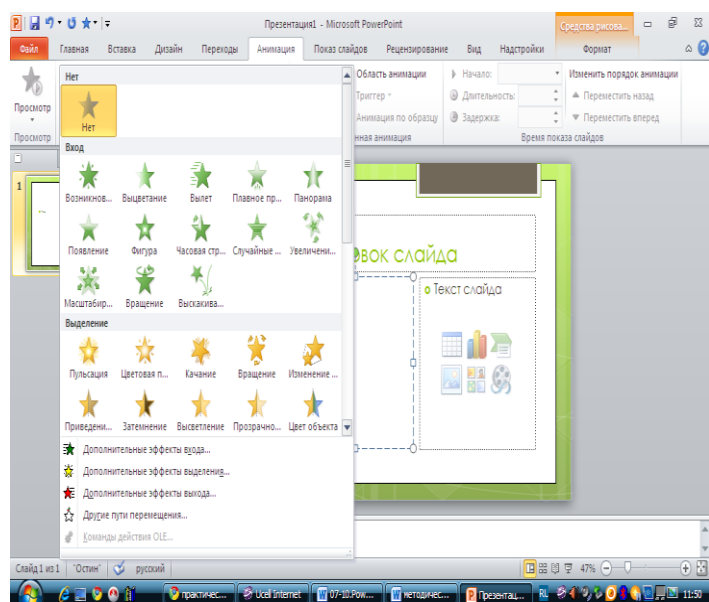 Презентация1 - Microsoft PowerPoint
Средства рисова...
Файл Главная Вставка Дизайн Переходы Анимация Показ слайдов Рецензирование Вид Надстройки Формат
Просмотр
Просмотр
Нет
Нет
Область анимации
Триггер
Анимация по образцу
нная анимация
Начало:
Длительность:
Задержка:
Изменить порядок анимации
Переместить назад
Переместить вперед
Время показа слайдов
Вход
Возникнов... Выцветание Вылет Плавное пр... Панорама
Появление Фигура Часовая стр... Случайные ... Увеличени...
Масштабир... Вращение Выскакива...
Выделение
Пульсация Цветовая п... Качание Вращение Изменение ...
Приведени... Затемнение Высветление Прозрачно... Цвет объекта
Дополнительные эффекты входа...
Дополнительные эффекты выделения...
Дополнительные эффекты выхода...
Другие пути перемещения...
Команды действия OLE...
1
вок слайда
Текст слайда
Слайд 1 из 1 "Остин" русский 47%
практичес... Ucell Internet 07-10.Pow... методичес... Презентац... RL 11:50